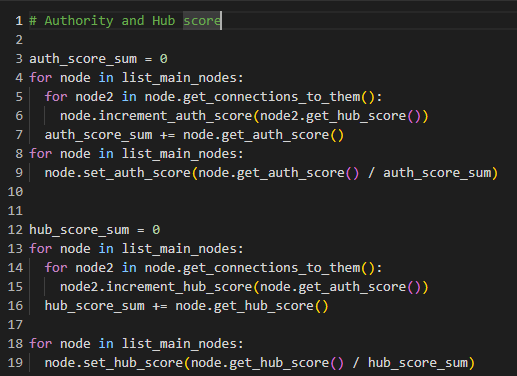 1 # Authority and Hub score
2
3 auth_score_sum = 0
4 for node in list_main_nodes:
5   for node2 in node.get_connections_to_them():
6     node.increment_auth_score(node2.get_hub_score())
7   auth_score_sum += node.get_auth_score()
8 for node in list_main_nodes:
9   node.set_auth_score(node.get_auth_score() / auth_score_sum)
10
11
12 hub_score_sum = 0
13 for node in list_main_nodes:
14   for node2 in node.get_connections_to_them():
15     node2.increment_hub_score(node.get_auth_score())
16   hub_score_sum += node.get_hub_score()
17
18 for node in list_main_nodes:
19   node.set_hub_score(node.get_hub_score() / hub_score_sum)